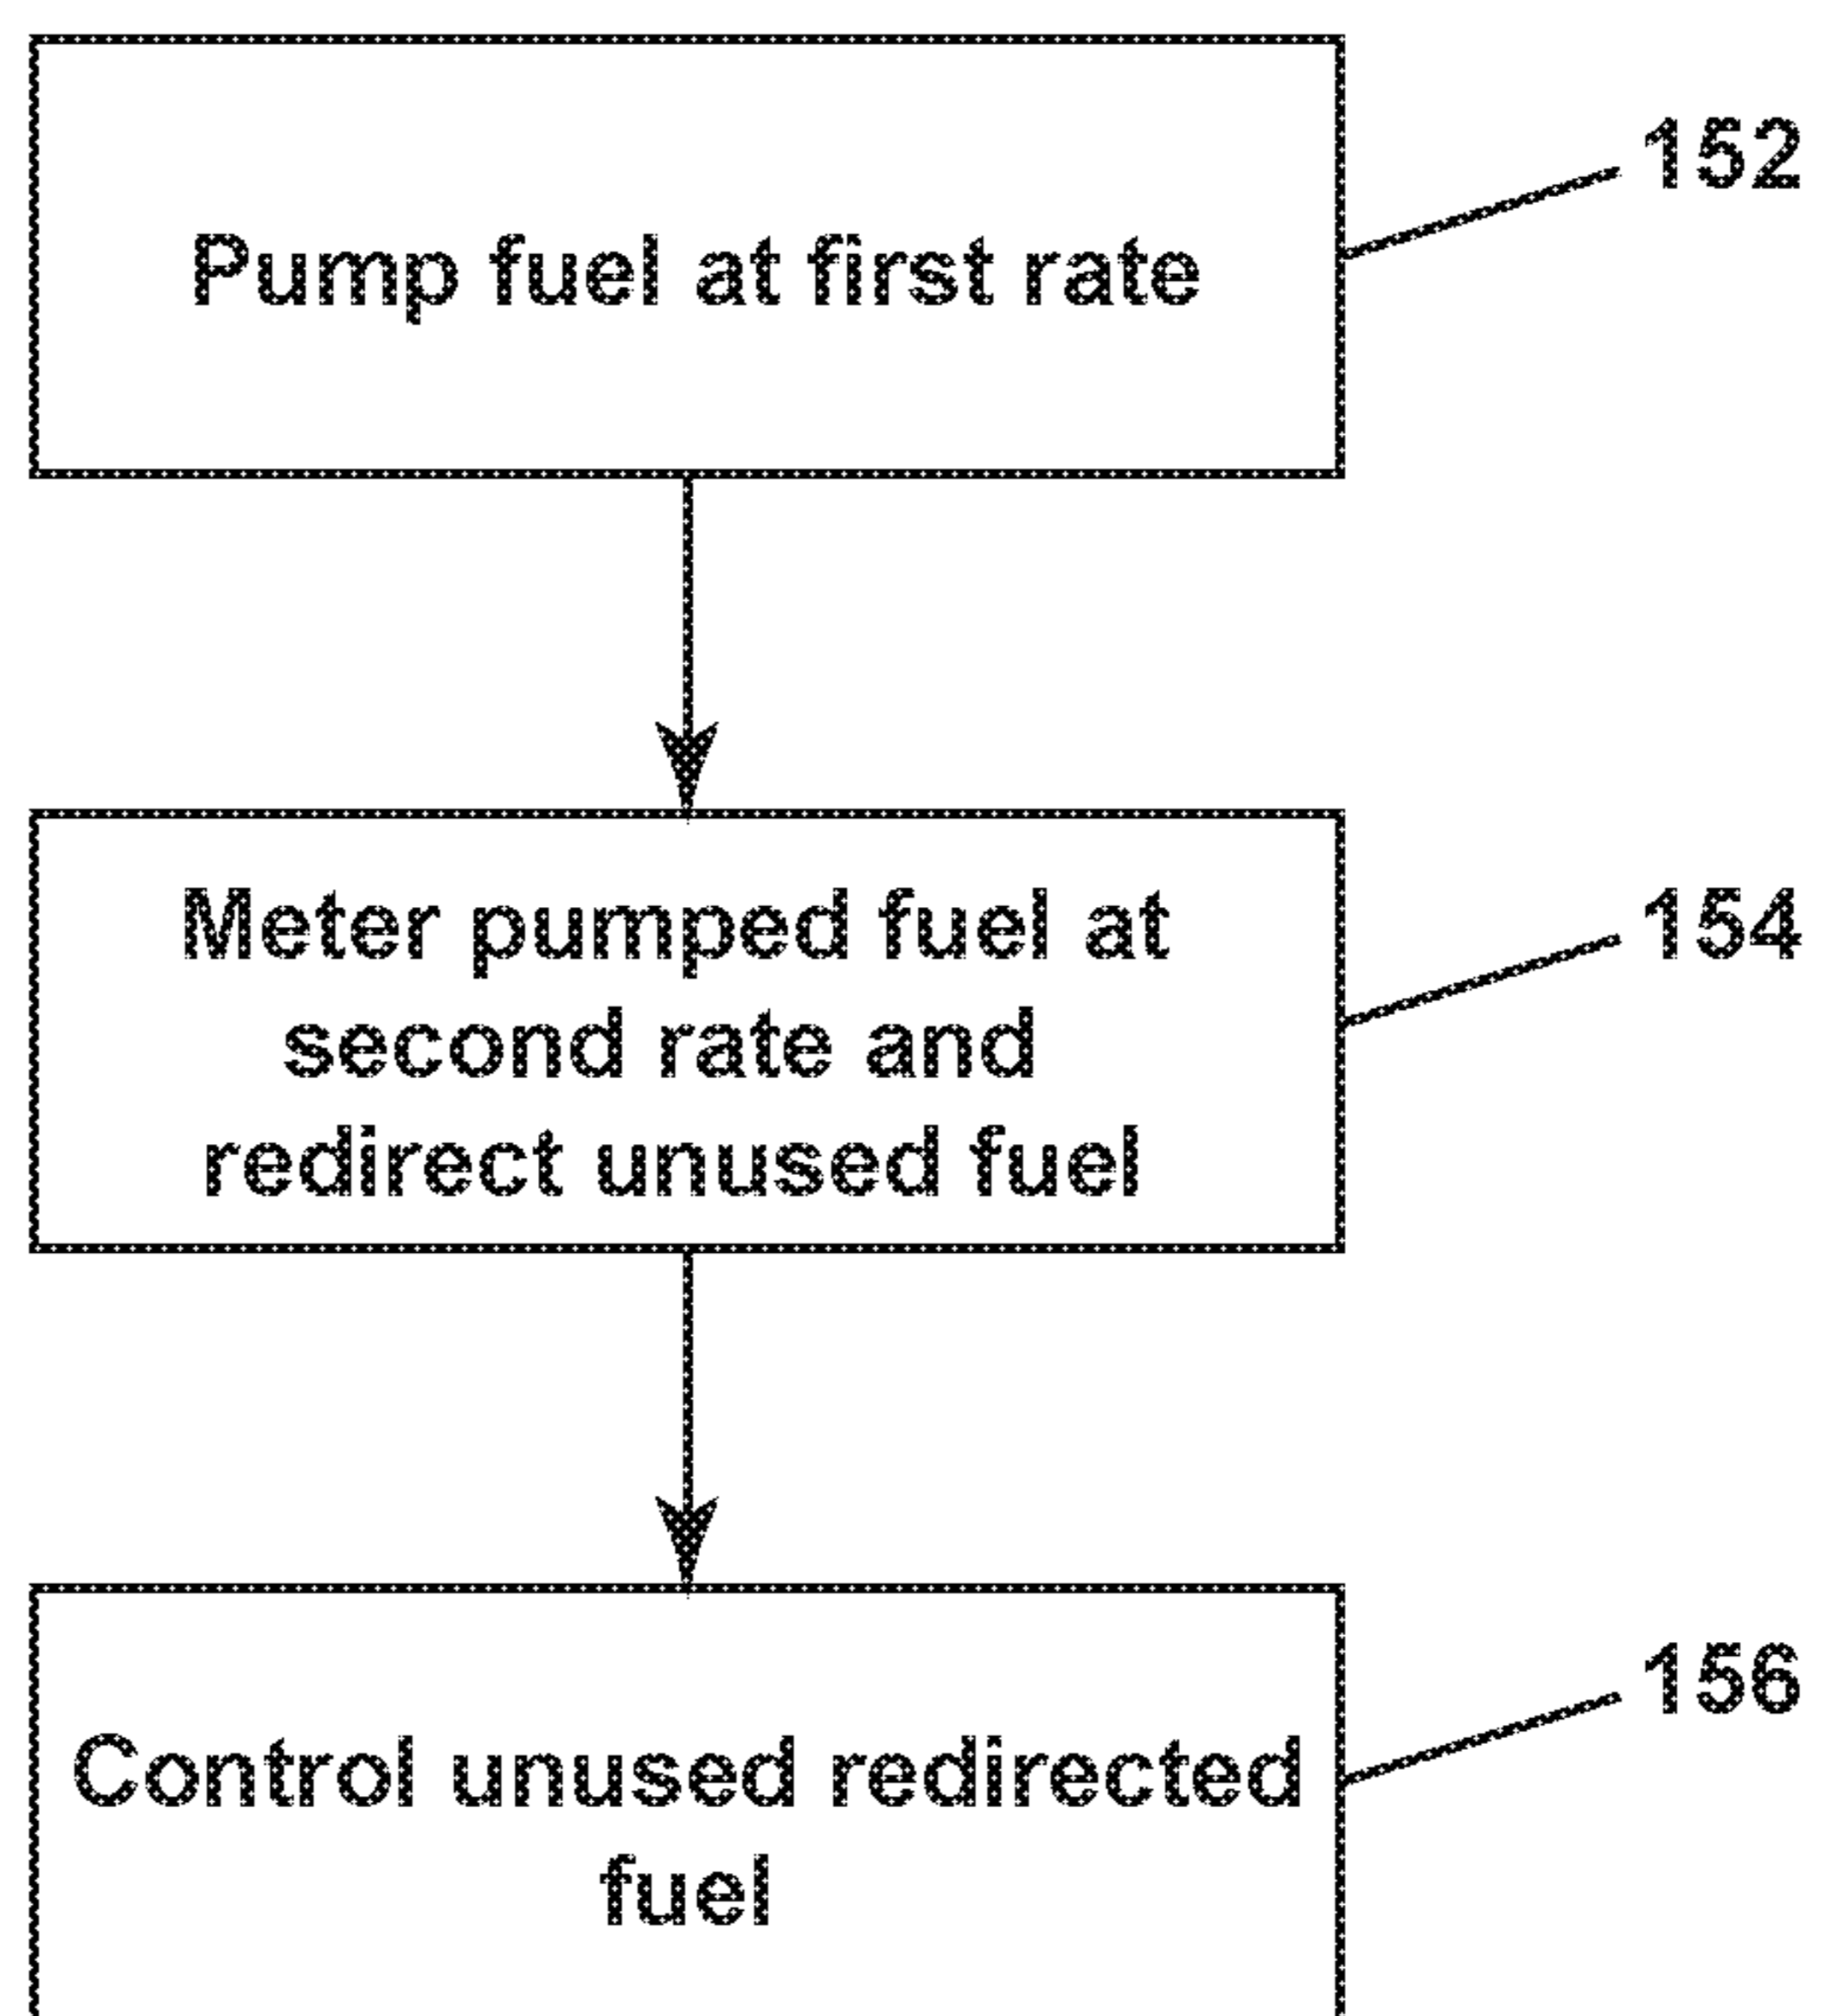 Pump fuel at first rate
152
Meter pumped fuel at
second rate and
redirect unused fuel
154
Control unused redirected
fuel
156